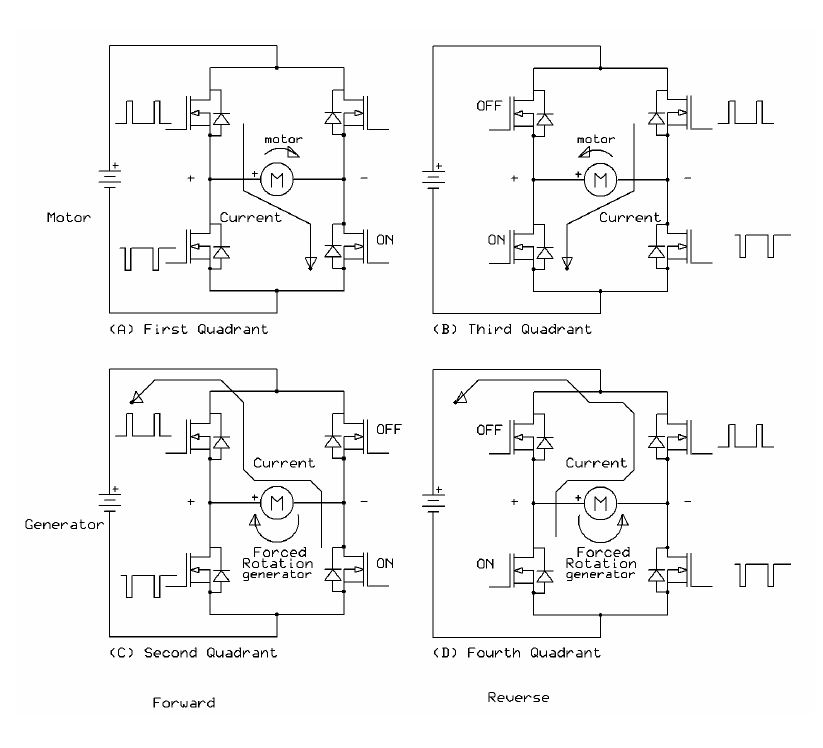 OFF
motor
motor
+
+
+
+
+
-
+
-
M
M
Motor
Current
Current
ON
ON
(A) First Quadrant
(B) Third Quadrant
OFF
OFF
Current
Current
+
+
+
+
-
+
+
-
M
M
Generator
Forced
Rotation
generator
Forced
Rotation
generator
ON
ON
(C) Second Quadrant
(D) Fourth Quadrant
Forward
Reverse